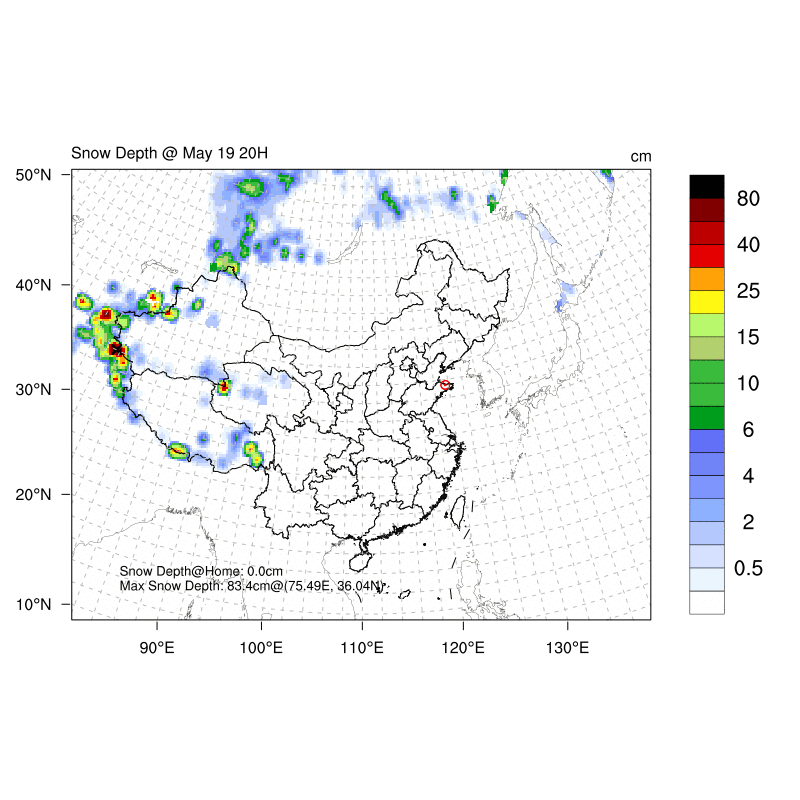 Snow Depth @ May 19 20H
cm
50°N
40°N
30°N
20°N
10°N
90°E 100°E 110°E 120°E 130°E
80
40
25
15
10
6
4
2
0.5
Snow Depth@Home: 0.0cm
Max Snow Depth: 83.4cm@(75.49E, 36.04N)